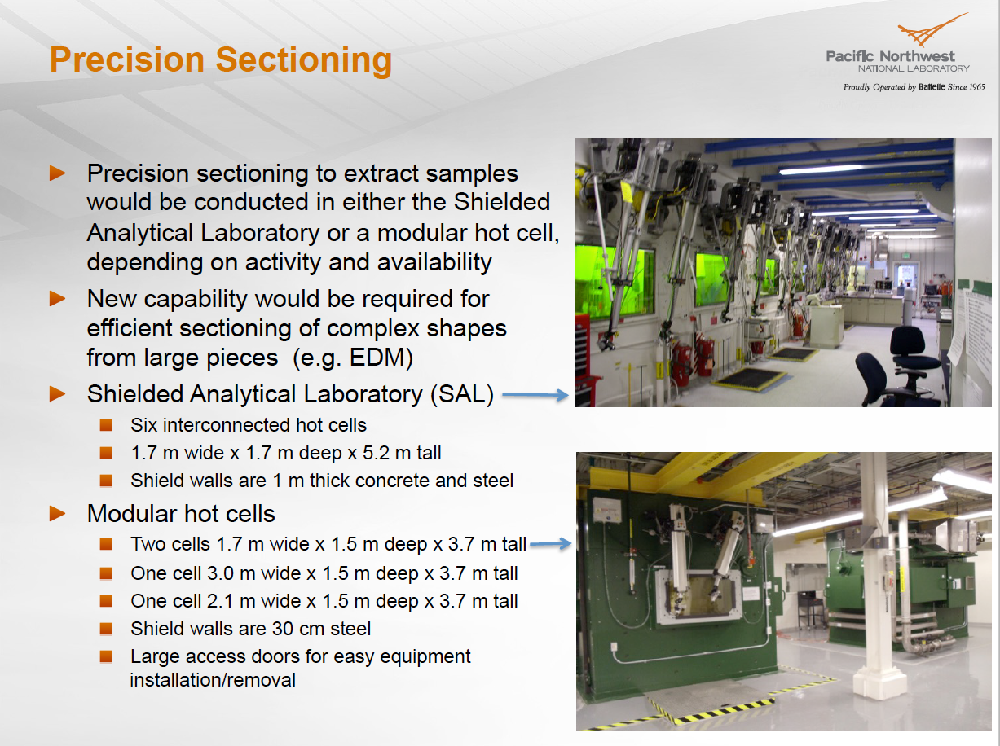 Precision Sectioning
Pacific Northwest
NATIONAL LABORATORY
Proudly Operated by Battelle Since 1965
Precision sectioning to extract samples
would be conducted in either the Shielded
Analytical Laboratory or a modular hot cell,
depending on activity and availability
New capability would be required for
efficient sectioning of complex shapes
from large pieces (e.g. EDM)
Shielded Analytical Laboratory (SAL)
Six interconnected hot cells
1.7 m wide x 1.7 m deep x 5.2 m tall
Shield walls are 1 m thick concrete and steel
Modular hot cells
Two cells 1.7 m wide x 1.5 m deep x 3.7 m tall
One cell 3.0 m wide x 1.5 m deep x 3.7 m tall
One cell 2.1 m wide x 1.5 m deep x 3.7 m tall
Shield walls are 30 cm steel
Large access doors for easy equipment
installation/removal